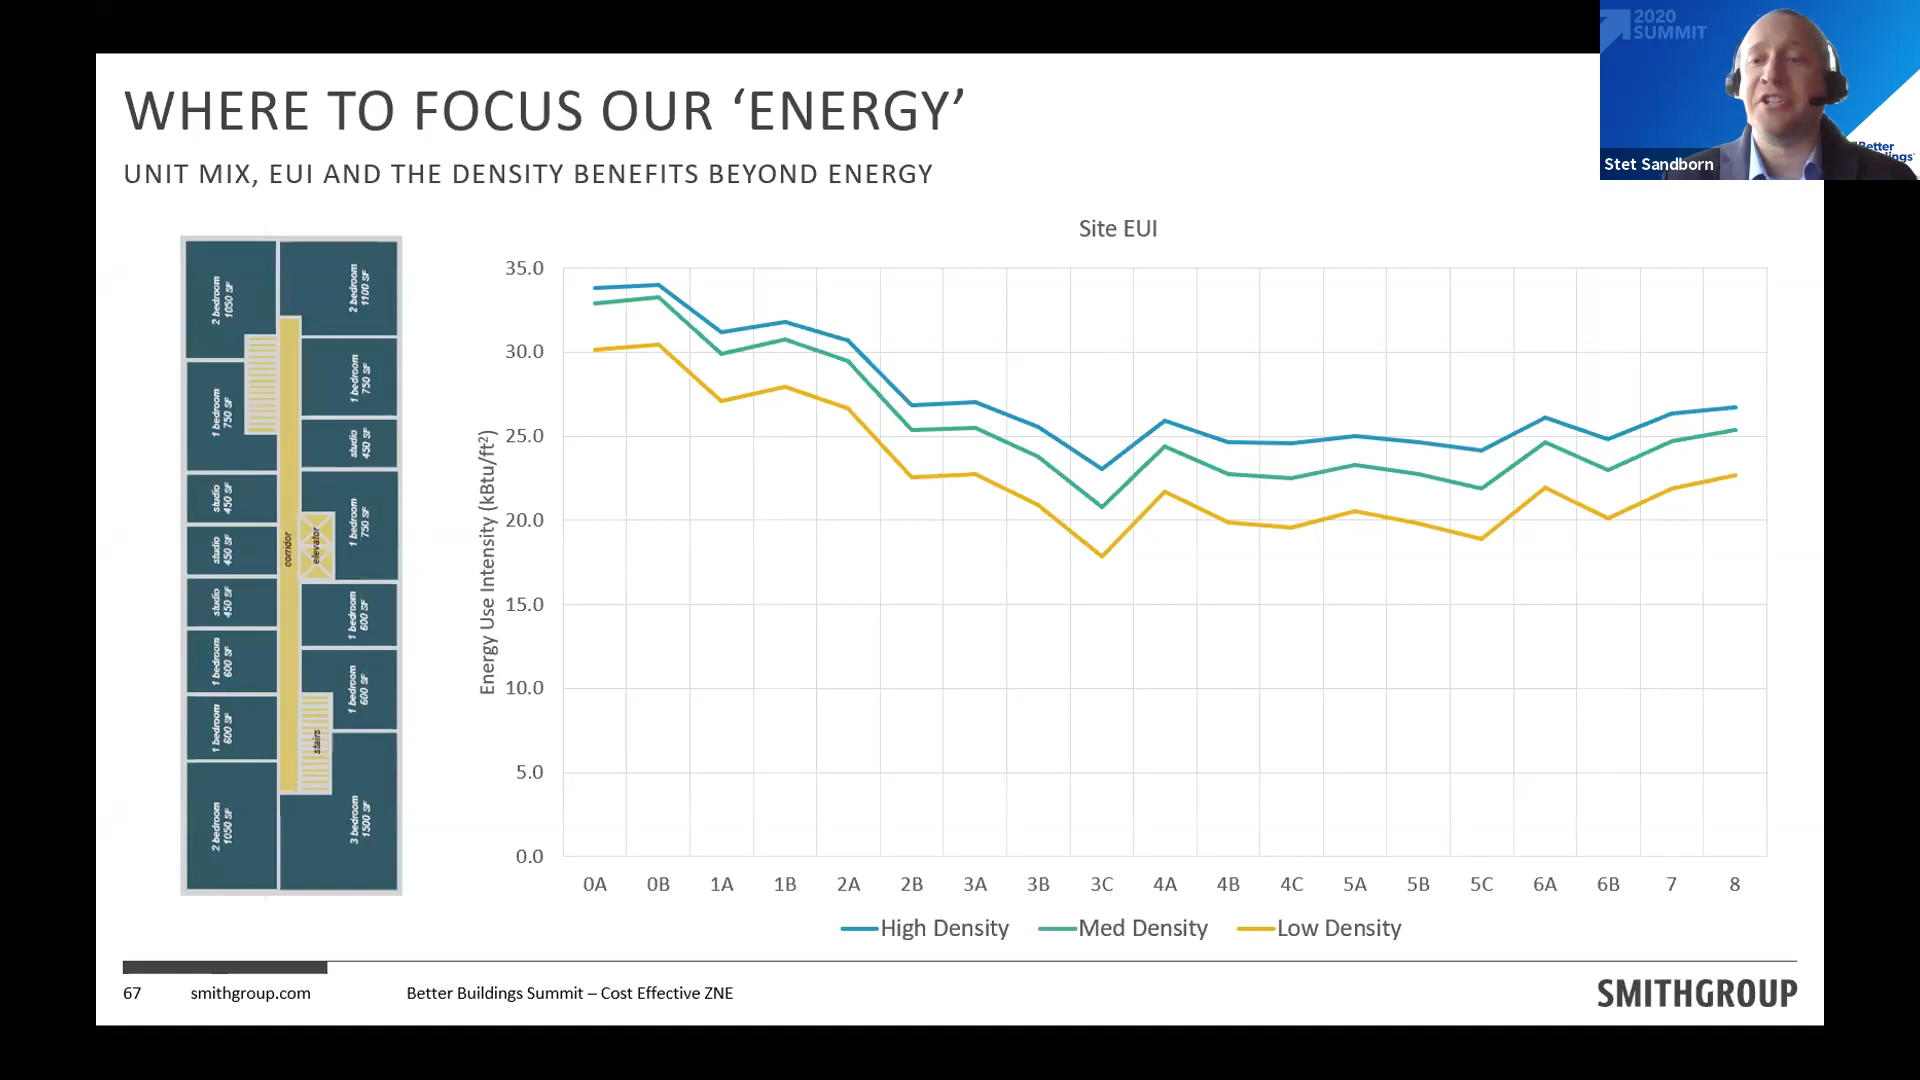 2020
SUMMIT
Better
Stet Sandborn
WHERE TO FOCUS OUR ‘ENERGY’
UNIT MIX, EUI AND THE DENSITY BENEFITS BEYOND ENERGY
2 bedroom
1050 SF
1 bedroom
750 SF
studio
450 SF
studio
450 SF
studio
450 SF
1 bedroom
600 SF
1 bedroom
600 SF
2 bedroom
1050 SF
corridor
elevator
stairs
2 bedroom
1100 SF
1 bedroom
750 SF
studio
450 SF
1 bedroom
750 SF
1 bedroom
600 SF
1 bedroom
600 SF
3 bedroom
1500 SF
Site EUI
Energy Use Intensity (kBtu/ft²)
35.0
30.0
25.0
20.0
15.0
10.0
5.0
0.0
0A 0B 1A 1B 2A 2B 3A 3B 3C 4A 4B 4C 5A 5B 5C 6A 6B 7 8
High Density Med Density Low Density
67 smithgroup.com Better Buildings Summit – Cost Effective ZNE SMITHGROUP